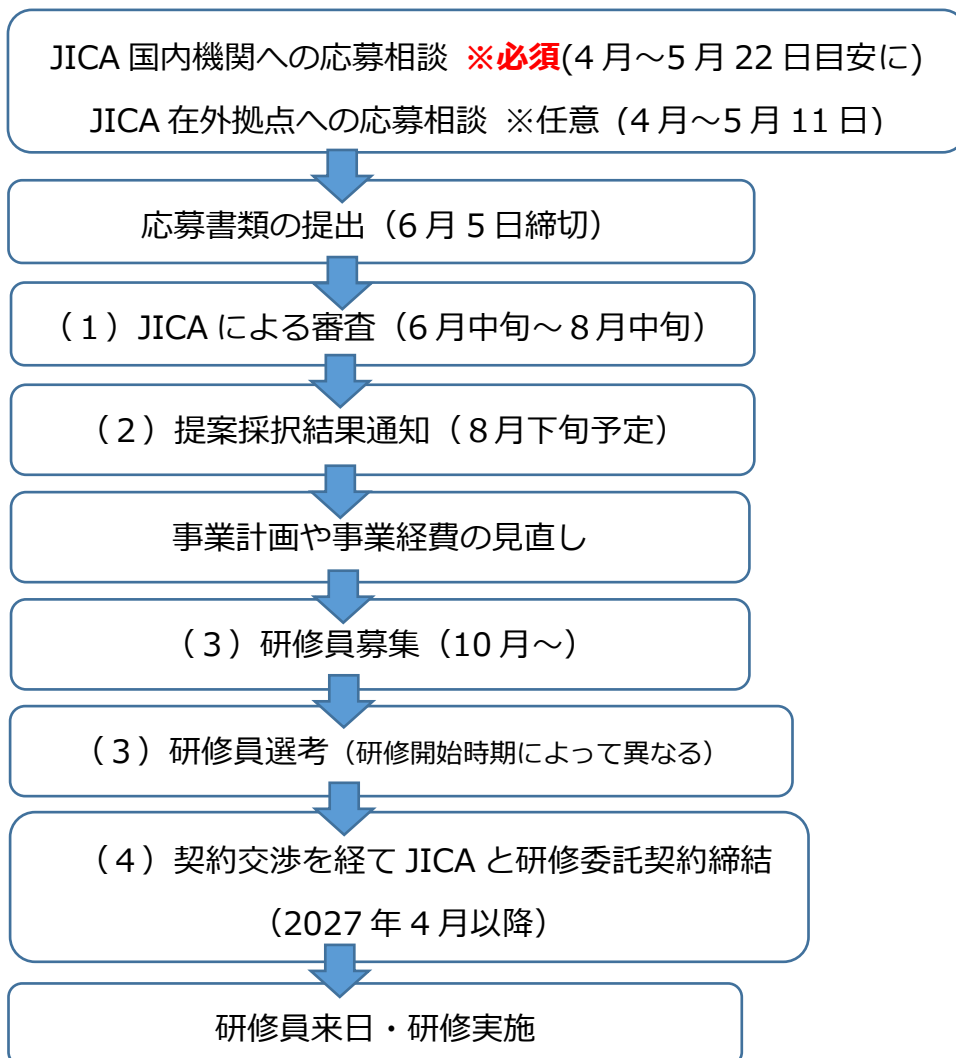 JICA 国内機関への応募相談 ※必須(4 月～5 月 22 日目安に)
JICA 在外拠点への応募相談 ※任意 (4 月～5 月 11 日)
応募書類の提出（6 月 5 日締切）
（1）JICA による審査（6 月中旬～８月中旬）
（２）提案採択結果通知（８月下旬予定）
事業計画や事業経費の見直し
（３）研修員募集（10 月～）
（３）研修員選考（研修開始時期によって異なる）
（４）契約交渉を経て JICA と研修委託契約締結
（2027 年 4 月以降）
研修員来日・研修実施